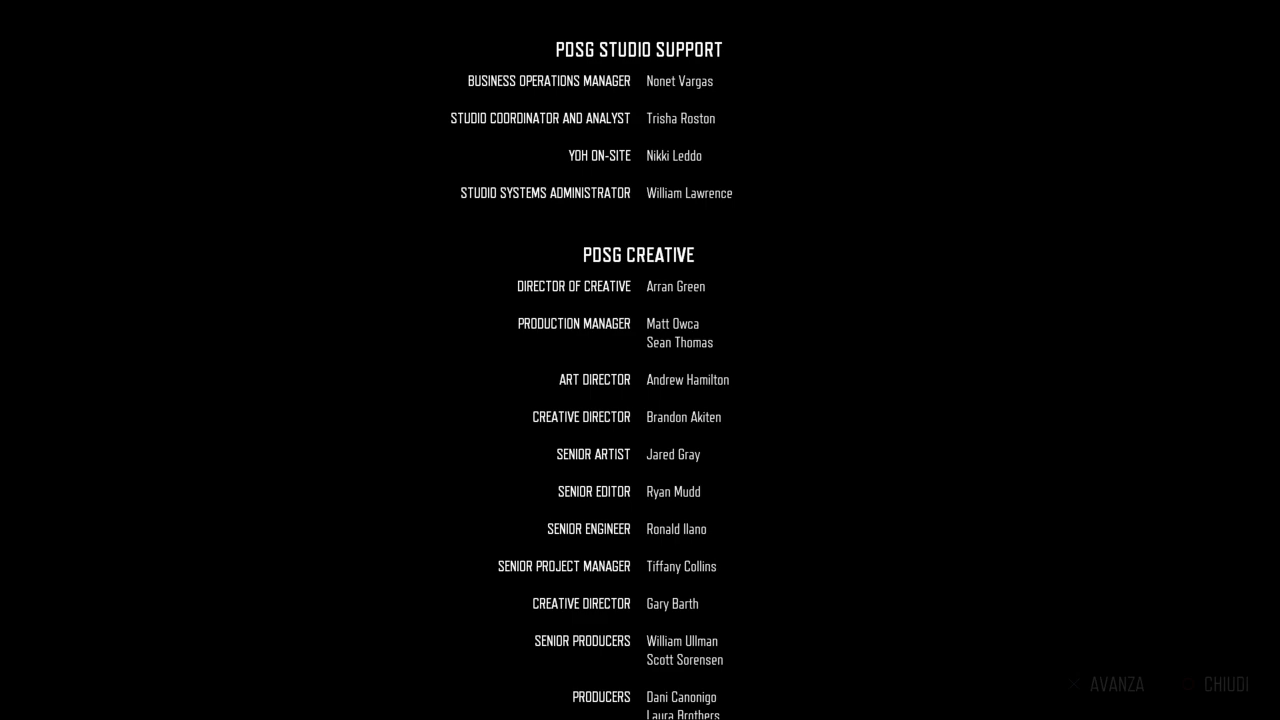 PDSG STUDIO SUPPORT
BUSINESS OPERATIONS MANAGER Nonet Vargas
STUDIO COORDINATOR AND ANALYST Trisha Roston
YOH ON-SITE Nikki Leddo
STUDIO SYSTEMS ADMINISTRATOR William Lawrence
PDSG CREATIVE
DIRECTOR OF CREATIVE Arran Green
PRODUCTION MANAGER Matt Owca
Sean Thomas
ART DIRECTOR Andrew Hamilton
CREATIVE DIRECTOR Brandon Akiten
SENIOR ARTIST Jared Gray
SENIOR EDITOR Ryan Mudd
SENIOR ENGINEER Ronald Ilano
SENIOR PROJECT MANAGER Tiffany Collins
CREATIVE DIRECTOR Gary Barth
SENIOR PRODUCERS William Ullman
Scott Sorensen
PRODUCERS Dani Canonigo
Laura Brothers
AVANZA CHIUDI